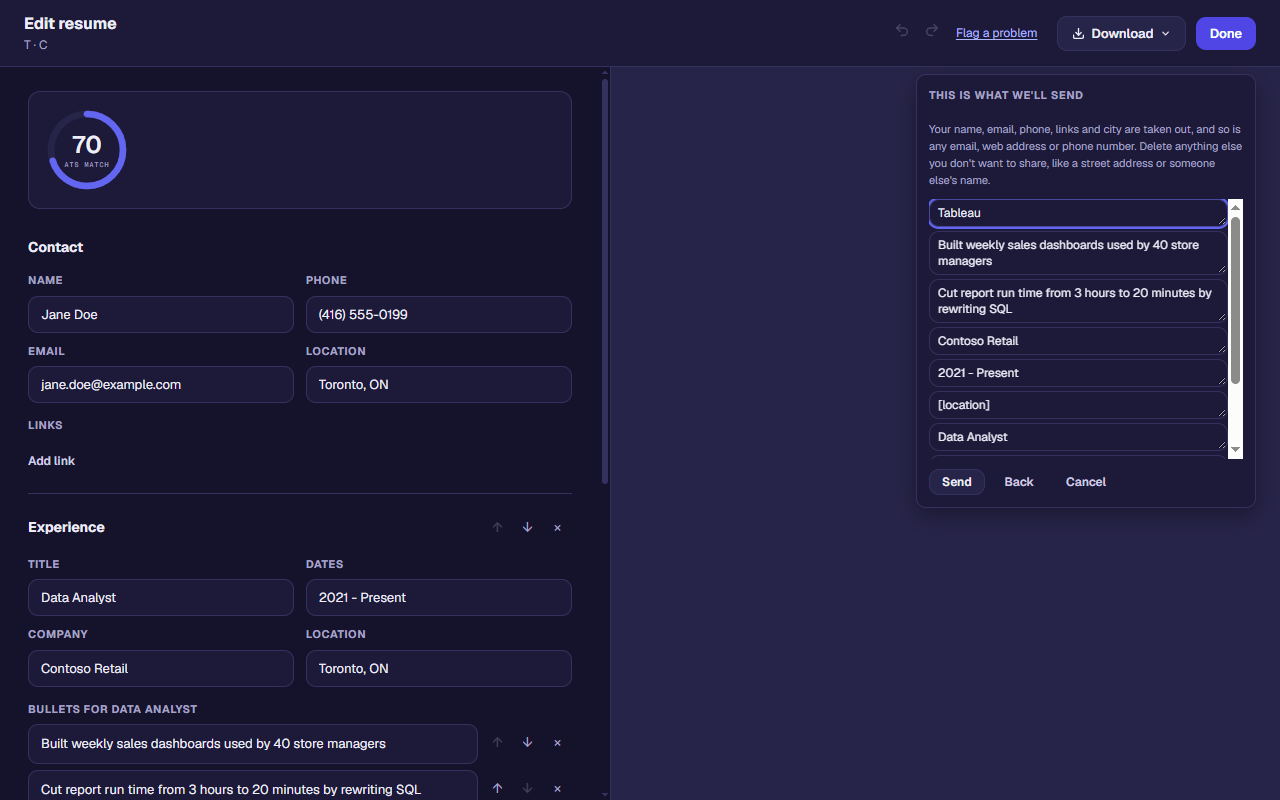 Edit resume
T · C
Flag a problem
Download
Done
70
ATS MATCH
Contact
NAME
PHONE
Jane Doe
(416) 555-0199
EMAIL
LOCATION
jane.doe@example.com
Toronto, ON
LINKS
Add link
Experience
TITLE
DATES
Data Analyst
2021 - Present
COMPANY
LOCATION
Contoso Retail
Toronto, ON
BULLETS FOR DATA ANALYST
Built weekly sales dashboards used by 40 store managers
Cut report run time from 3 hours to 20 minutes by rewriting SQL
THIS IS WHAT WE'LL SEND
Your name, email, phone, links and city are taken out, and so is
any email, web address or phone number. Delete anything else
you don't want to share, like a street address or someone
else's name.
Tableau
Built weekly sales dashboards used by 40 store
managers
Cut report run time from 3 hours to 20 minutes by
rewriting SQL
Contoso Retail
2021 - Present
[location]
Data Analyst
Send
Back
Cancel